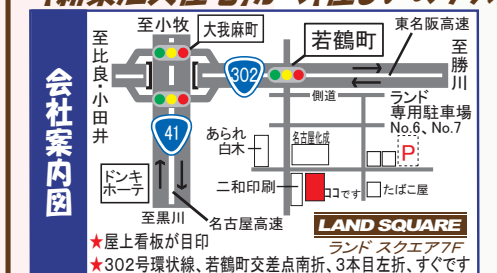 至小牧
大我麻町
若鶴町
東名阪高速
至比良・小田井
至勝川
302
側道
ランド
専用駐車場
No.6、No.7
41
あられ
白木
名古屋化成
P
ドンキ
ホーテ
二和印刷
ココです
たばこ屋
至黒川
名古屋高速
LAND SQUARE
ランド スクエア7F
★屋上看板が目印
★302号環状線、若鶴町交差点南折、3本目左折、すぐです
会社案内図